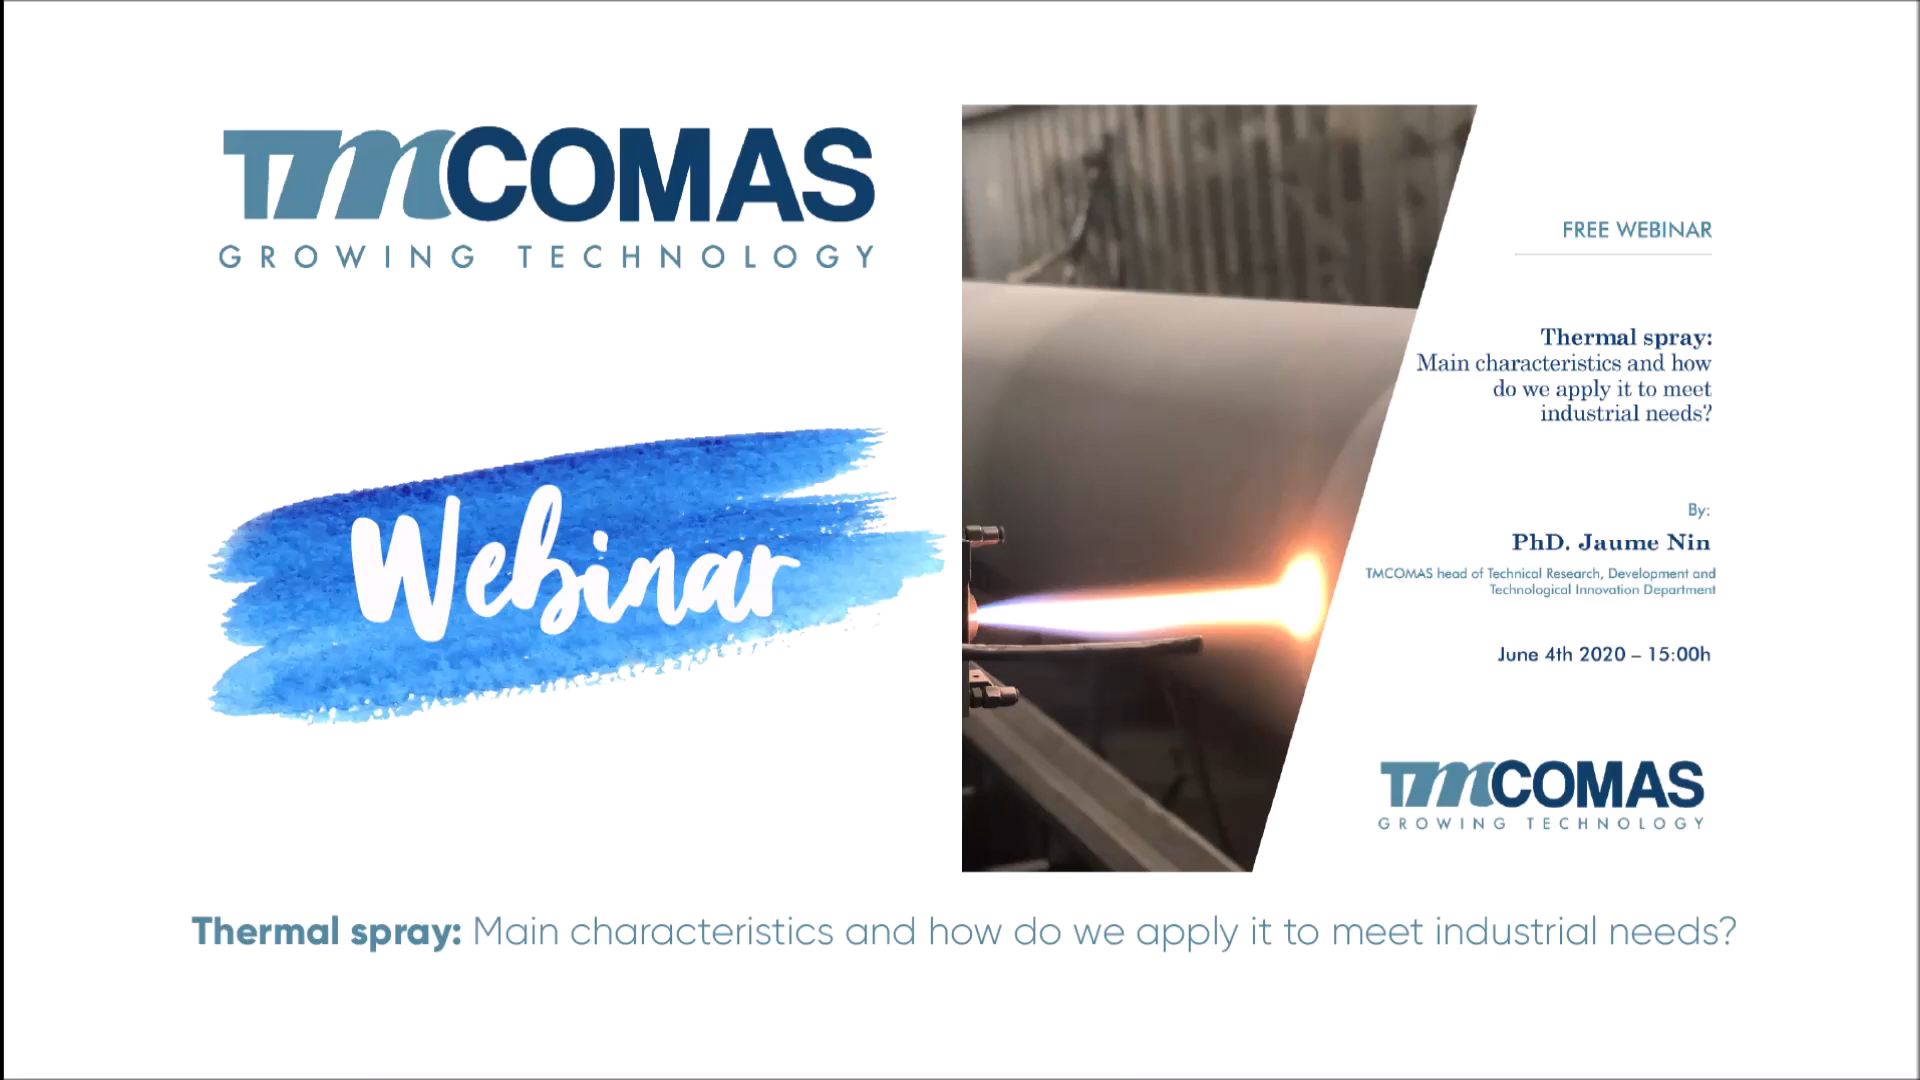 TMCOMAS
GROWING TECHNOLOGY
Webinar
FREE WEBINAR
Thermal spray:
Main characteristics and how
do we apply it to meet
industrial needs?
By:
PhD. Jaume Nin
TMCOMAS head of Technical Research, Development and
Technological Innovation Department
June 4th 2020 – 15:00h
TMCOMAS
GROWING TECHNOLOGY
Thermal spray: Main characteristics and how do we apply it to meet industrial needs?